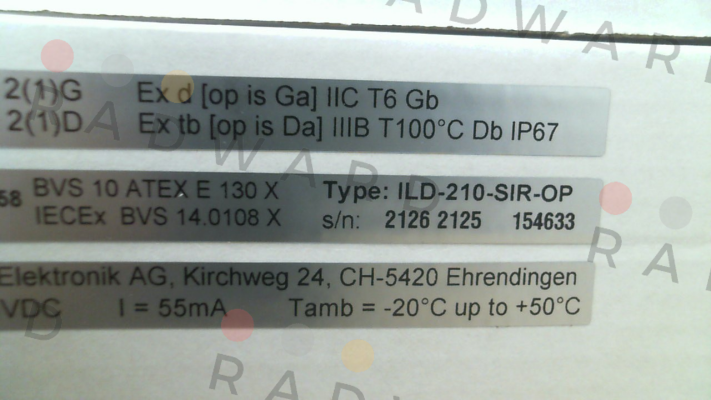 RADWARD
2(1)G Ex d [op is Ga] IIC T6 Gb
2(1)D Ex tb [op is Da] IIIB T100°C Db IP67
RADWARD
58 BVS 10 ATEX E 130 X Type: ILD-210-SIR-OP
IECEx BVS 14.0108 X s/n: 2126 2125 154633
Elektronik AG, Kirchweg 24, CH-5420 Ehrendingen
VDC I = 55mA Tamb = -20°C up to +50°C